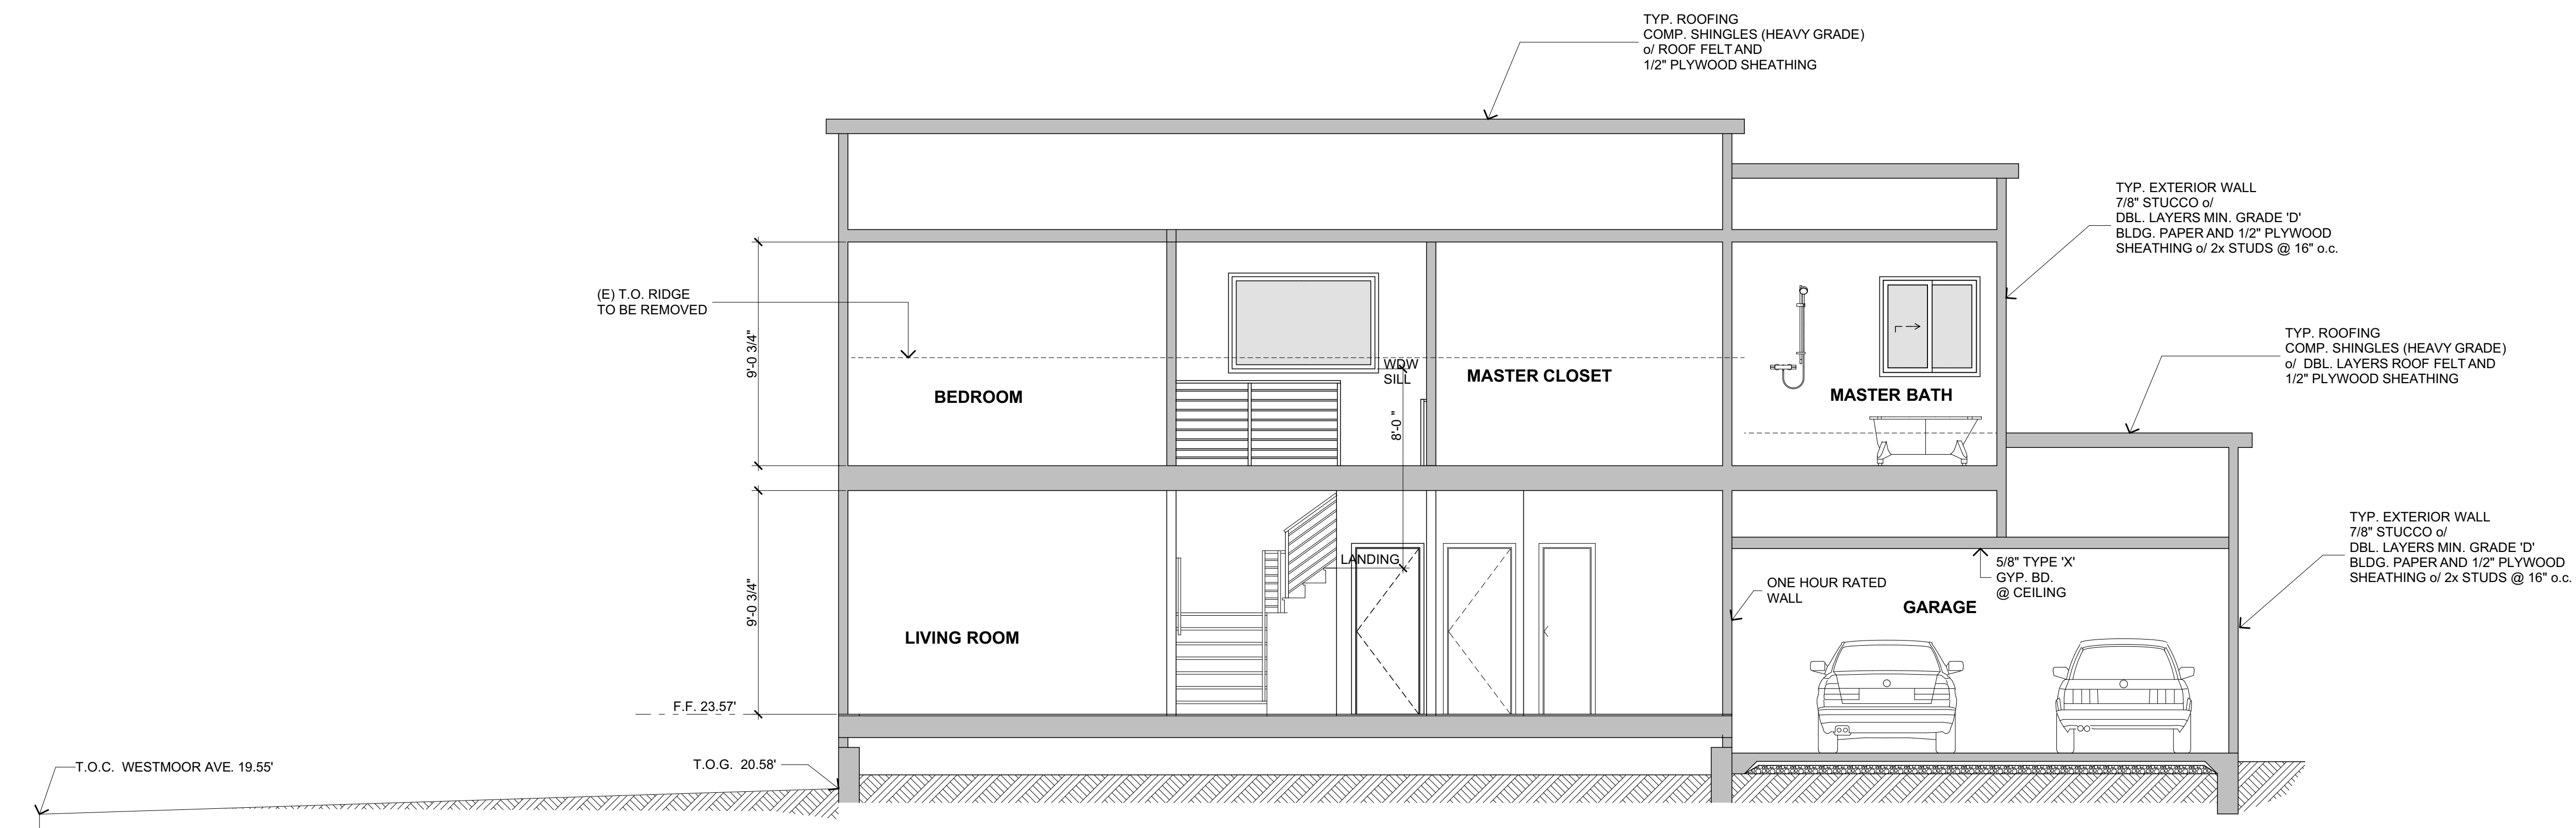 TYP. ROOFING
COMP. SHINGLES (HEAVY GRADE)
o/ ROOF FELT AND
1/2" PLYWOOD SHEATHING
TYP. EXTERIOR WALL
7/8" STUCCO o/
DBL. LAYERS MIN. GRADE 'D'
BLDG. PAPER AND 1/2" PLYWOOD
SHEATHING o/ 2x STUDS @ 16" o.c.
(E) T.O. RIDGE
TO BE REMOVED
9'-0 3/4"
BEDROOM
WDW
SILL
8'-0 "
MASTER CLOSET
MASTER BATH
TYP. ROOFING
COMP. SHINGLES (HEAVY GRADE)
o/ DBL. LAYERS ROOF FELT AND
1/2" PLYWOOD SHEATHING
TYP. EXTERIOR WALL
7/8" STUCCO o/
DBL. LAYERS MIN. GRADE 'D'
BLDG. PAPER AND 1/2" PLYWOOD
SHEATHING o/ 2x STUDS @ 16" o.c.
9'-0 3/4"
LIVING ROOM
LANDING
ONE HOUR RATED
WALL
5/8" TYPE 'X'
GYP. BD.
@ CEILING
GARAGE
F.F. 23.57'
T.O.C. WESTMOOR AVE. 19.55'
T.O.G. 20.58'